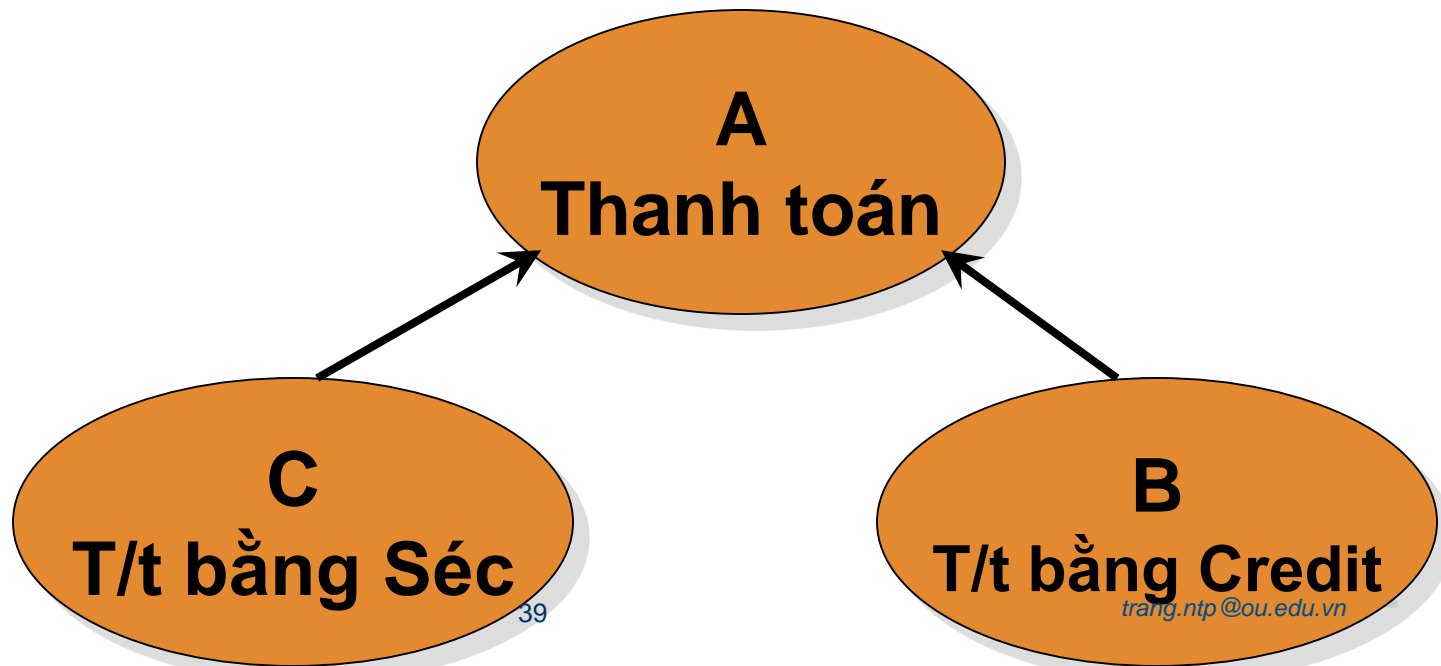 A
Thanh toán
C
T/t bằng Séc
B
T/t bằng Credit
39
trang.ntp@ou.edu.vn